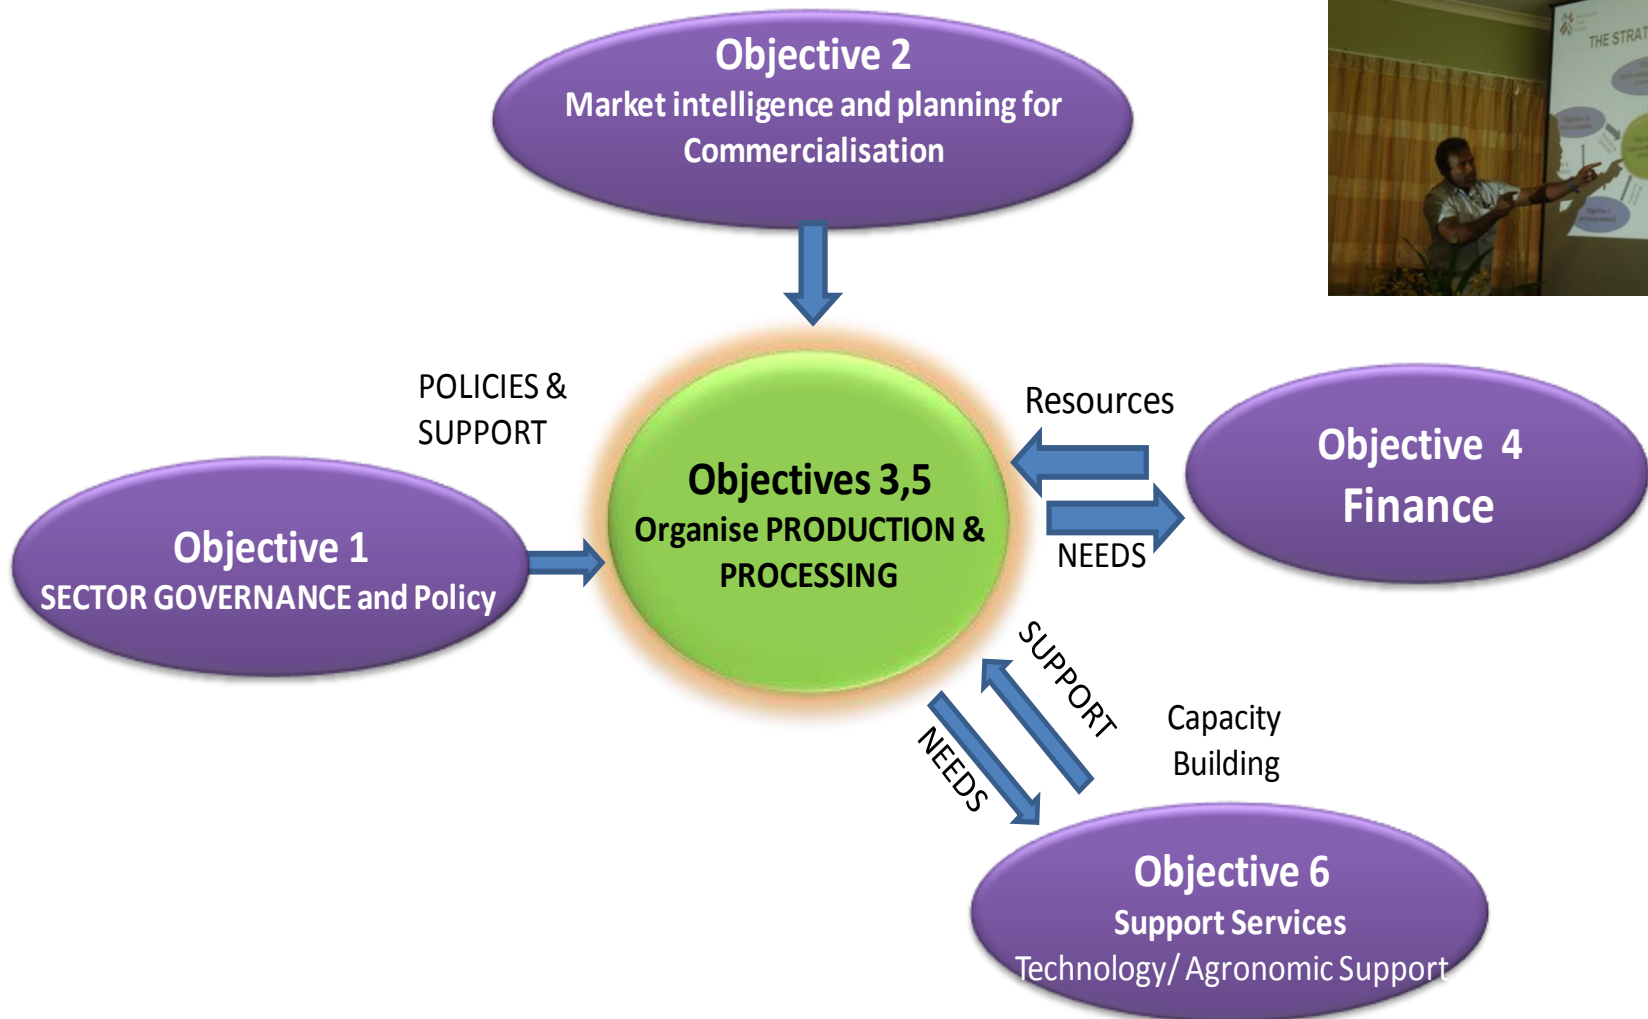 Objective 2
Market intelligence and planning for
Commercialisation
THE STRAT
POLICIES &
SUPPORT
Resources
Objective 4
Finance
NEEDS
Objectives 3,5
Organise PRODUCTION &
PROCESSING
Objective 1
SECTOR GOVERNANCE and Policy
SUPPORT
NEEDS
Capacity
Building
Objective 6
Support Services
Technology/ Agronomic Support